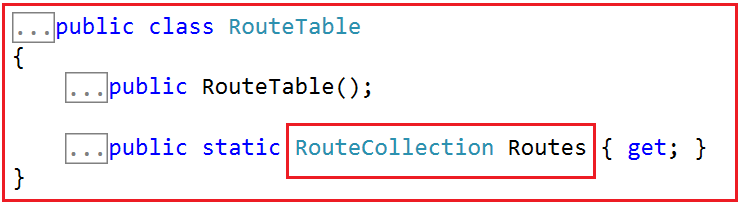 ...public class RouteTable
{
...public RouteTable();
...public static RouteCollection Routes { get; }
}